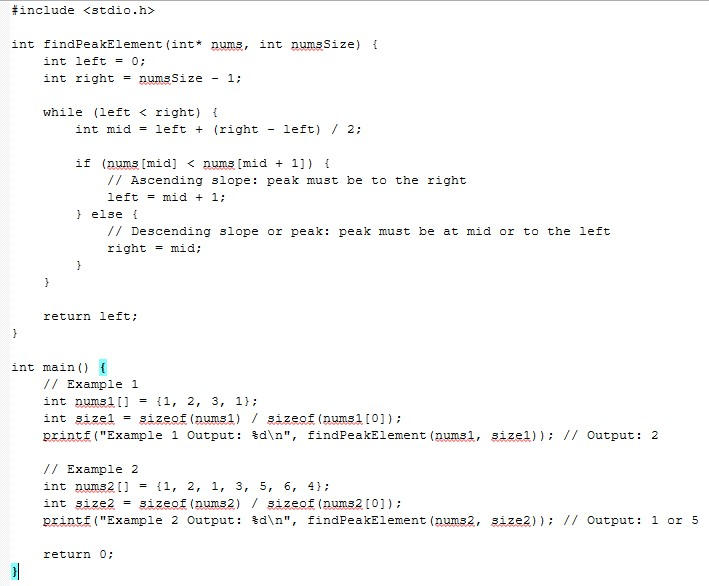 #include <stdio.h>

int findPeakElement(int* nums, int numsSize) {
    int left = 0;
    int right = numsSize - 1;

    while (left < right) {
        int mid = left + (right - left) / 2;

        if (nums[mid] < nums[mid + 1]) {
            // Ascending slope: peak must be to the right
            left = mid + 1;
        } else {
            // Descending slope or peak: peak must be at mid or to the left
            right = mid;
        }
    }

    return left;
}

int main() {
    // Example 1
    int nums1[] = {1, 2, 3, 1};
    int size1 = sizeof(nums1) / sizeof(nums1[0]);
    printf("Example 1 Output: %d\n", findPeakElement(nums1, size1)); // Output: 2

    // Example 2
    int nums2[] = {1, 2, 1, 3, 5, 6, 4};
    int size2 = sizeof(nums2) / sizeof(nums2[0]);
    printf("Example 2 Output: %d\n", findPeakElement(nums2, size2)); // Output: 1 or 5

    return 0;
}